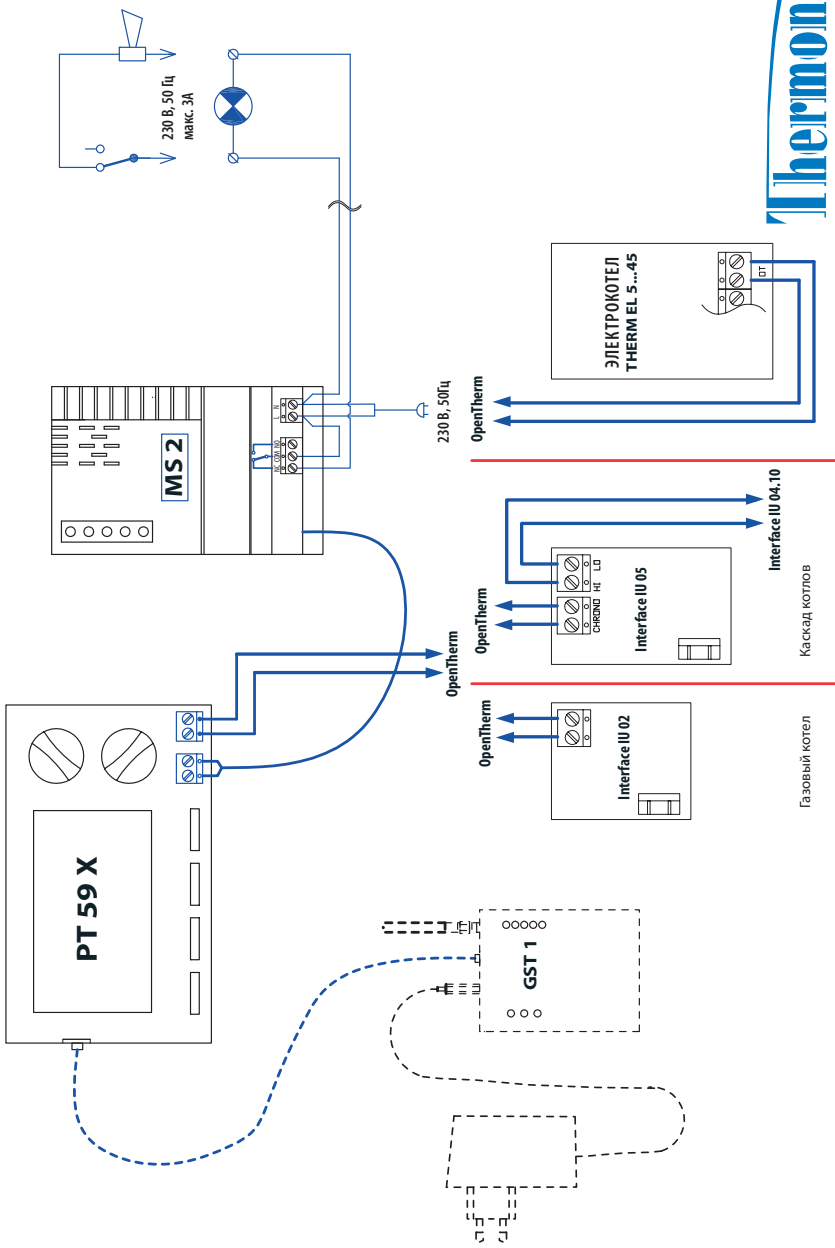 PT 59 X
MS 2
NC COM NO
L N
230 В, 50 Гц
макс. 3А
230 В, 50Гц
OpenTherm
GST 1
OpenTherm
Interface IU 02
Газовый котел
OpenTherm
CHRONO
HI
LO
Interface IU 05
Interface IU 04.10
Каскад котлов
OpenTherm
ЭЛЕКТРОКОТЕЛ
THERM EL 5...45
OT
Thermon